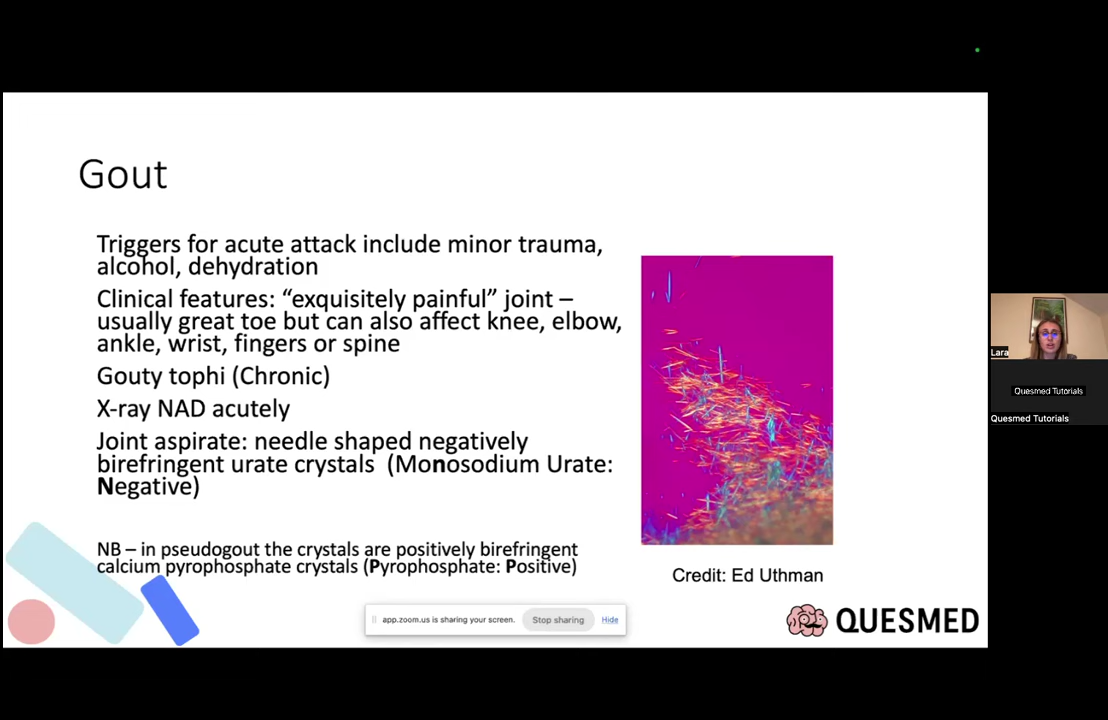 Gout
Triggers for acute attack include minor trauma,
alcohol, dehydration
Clinical features: “exquisitely painful” joint –
usually great toe but can also affect knee, elbow,
ankle, wrist, fingers or spine
Gouty tophi (Chronic)
X-ray NAD acutely
Joint aspirate: needle shaped negatively
birefringent urate crystals (Monosodium Urate:
Negative)
NB – in pseudogout the crystals are positively birefringent
calcium pyrophosphate crystals (Pyrophosphate: Positive)
Credit: Ed Uthman
app.zoom.us is sharing your screen.
Stop sharing
Hide
QUESMED
Lara
Quesmed Tutorials
Quesmed Tutorials